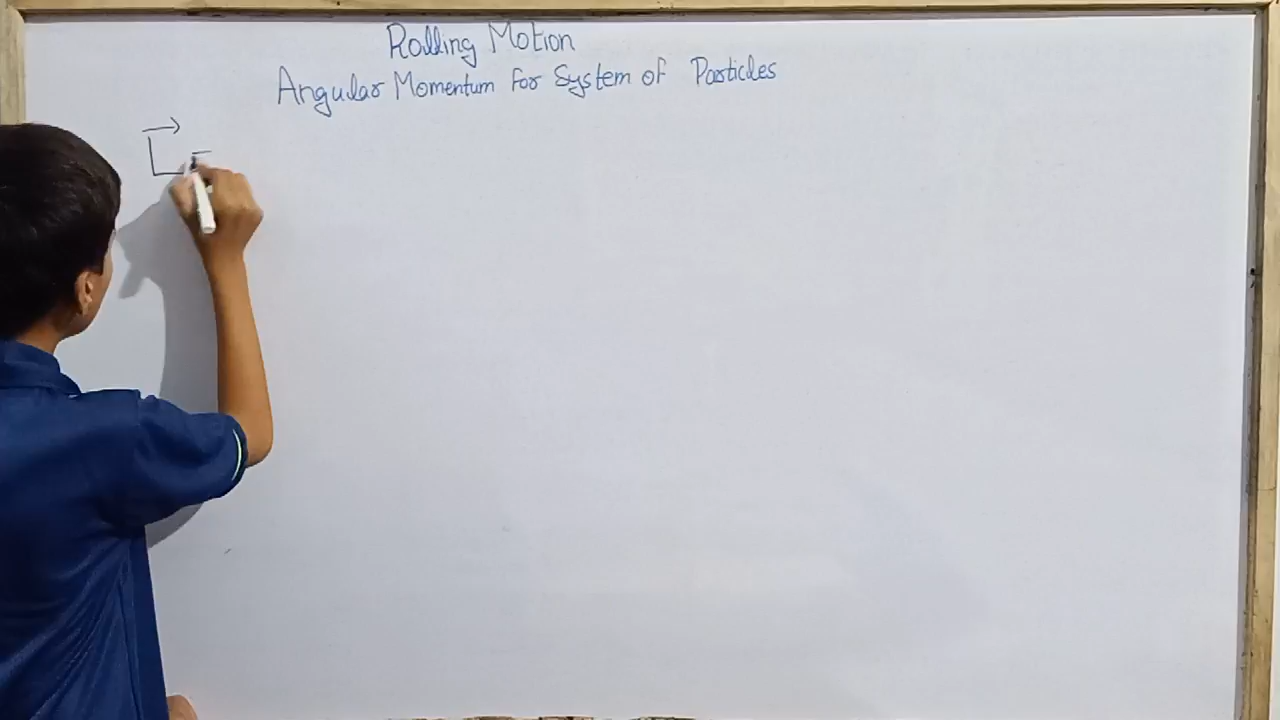 Rolling Motion
Angular Momentum for System of Particles
L =